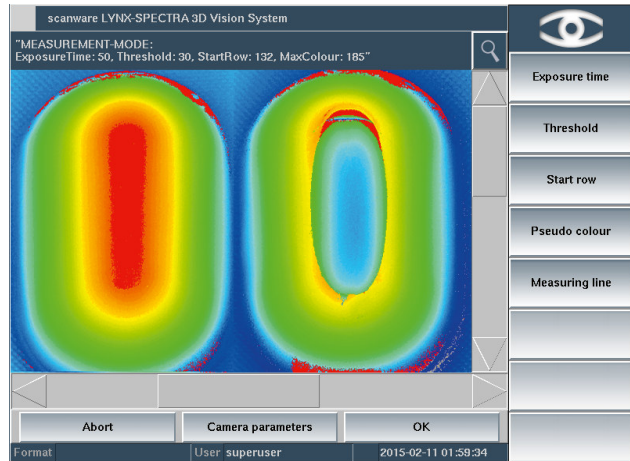 scanware LYNX-SPECTRA 3D Vision System
"MEASUREMENT-MODE:
ExposureTime: 50, Threshold: 30, StartRow: 132, MaxColour: 185"
Exposure time
Threshold
Start row
Pseudo colour
Measuring line
Abort
Camera parameters
OK
Format
User superuser
2015-02-11 01:59:34